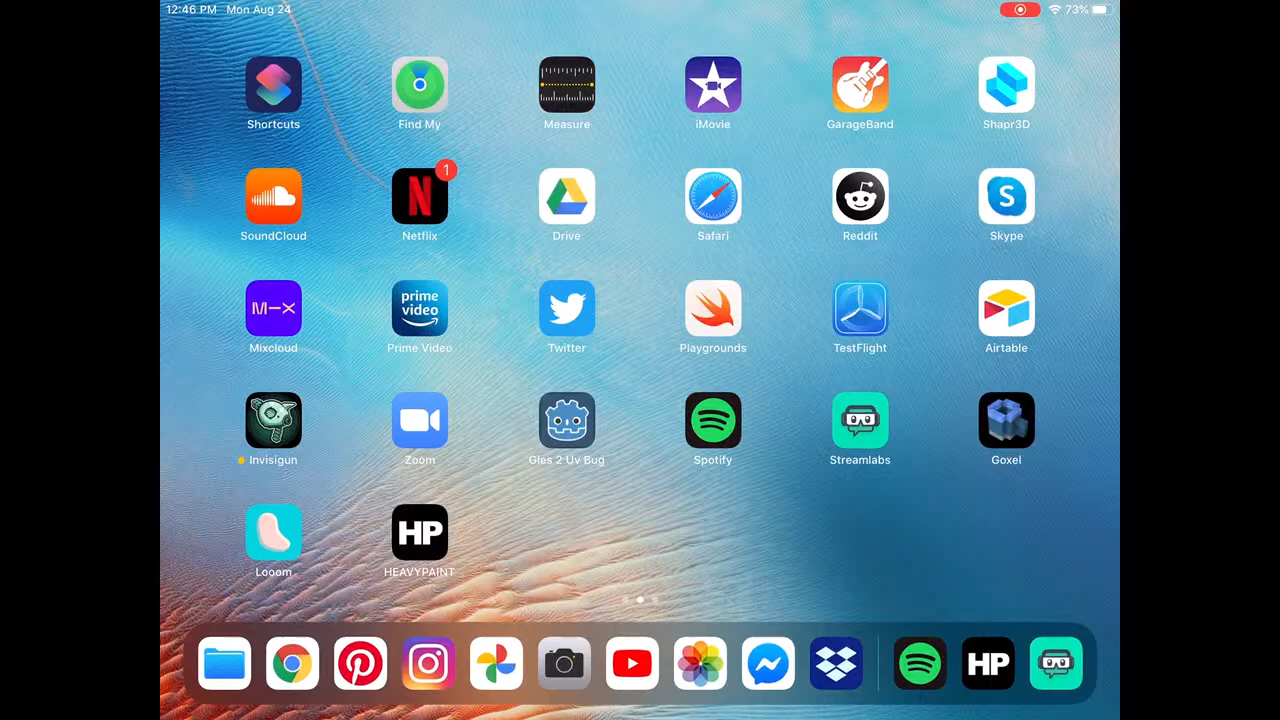 12:46 PM Mon Aug 24 73%
Shortcuts Find My Measure iMovie GarageBand Shapr3D
1
SoundCloud Netflix Drive Safari Reddit Skype
M-X prime video
Mixcloud Prime Video Twitter Playgrounds TestFlight Airtable
Invisigun Zoom Gles 2 Uv Bug Spotify Streamlabs Goxel
HP
Looom HEAVYPAINT
HP